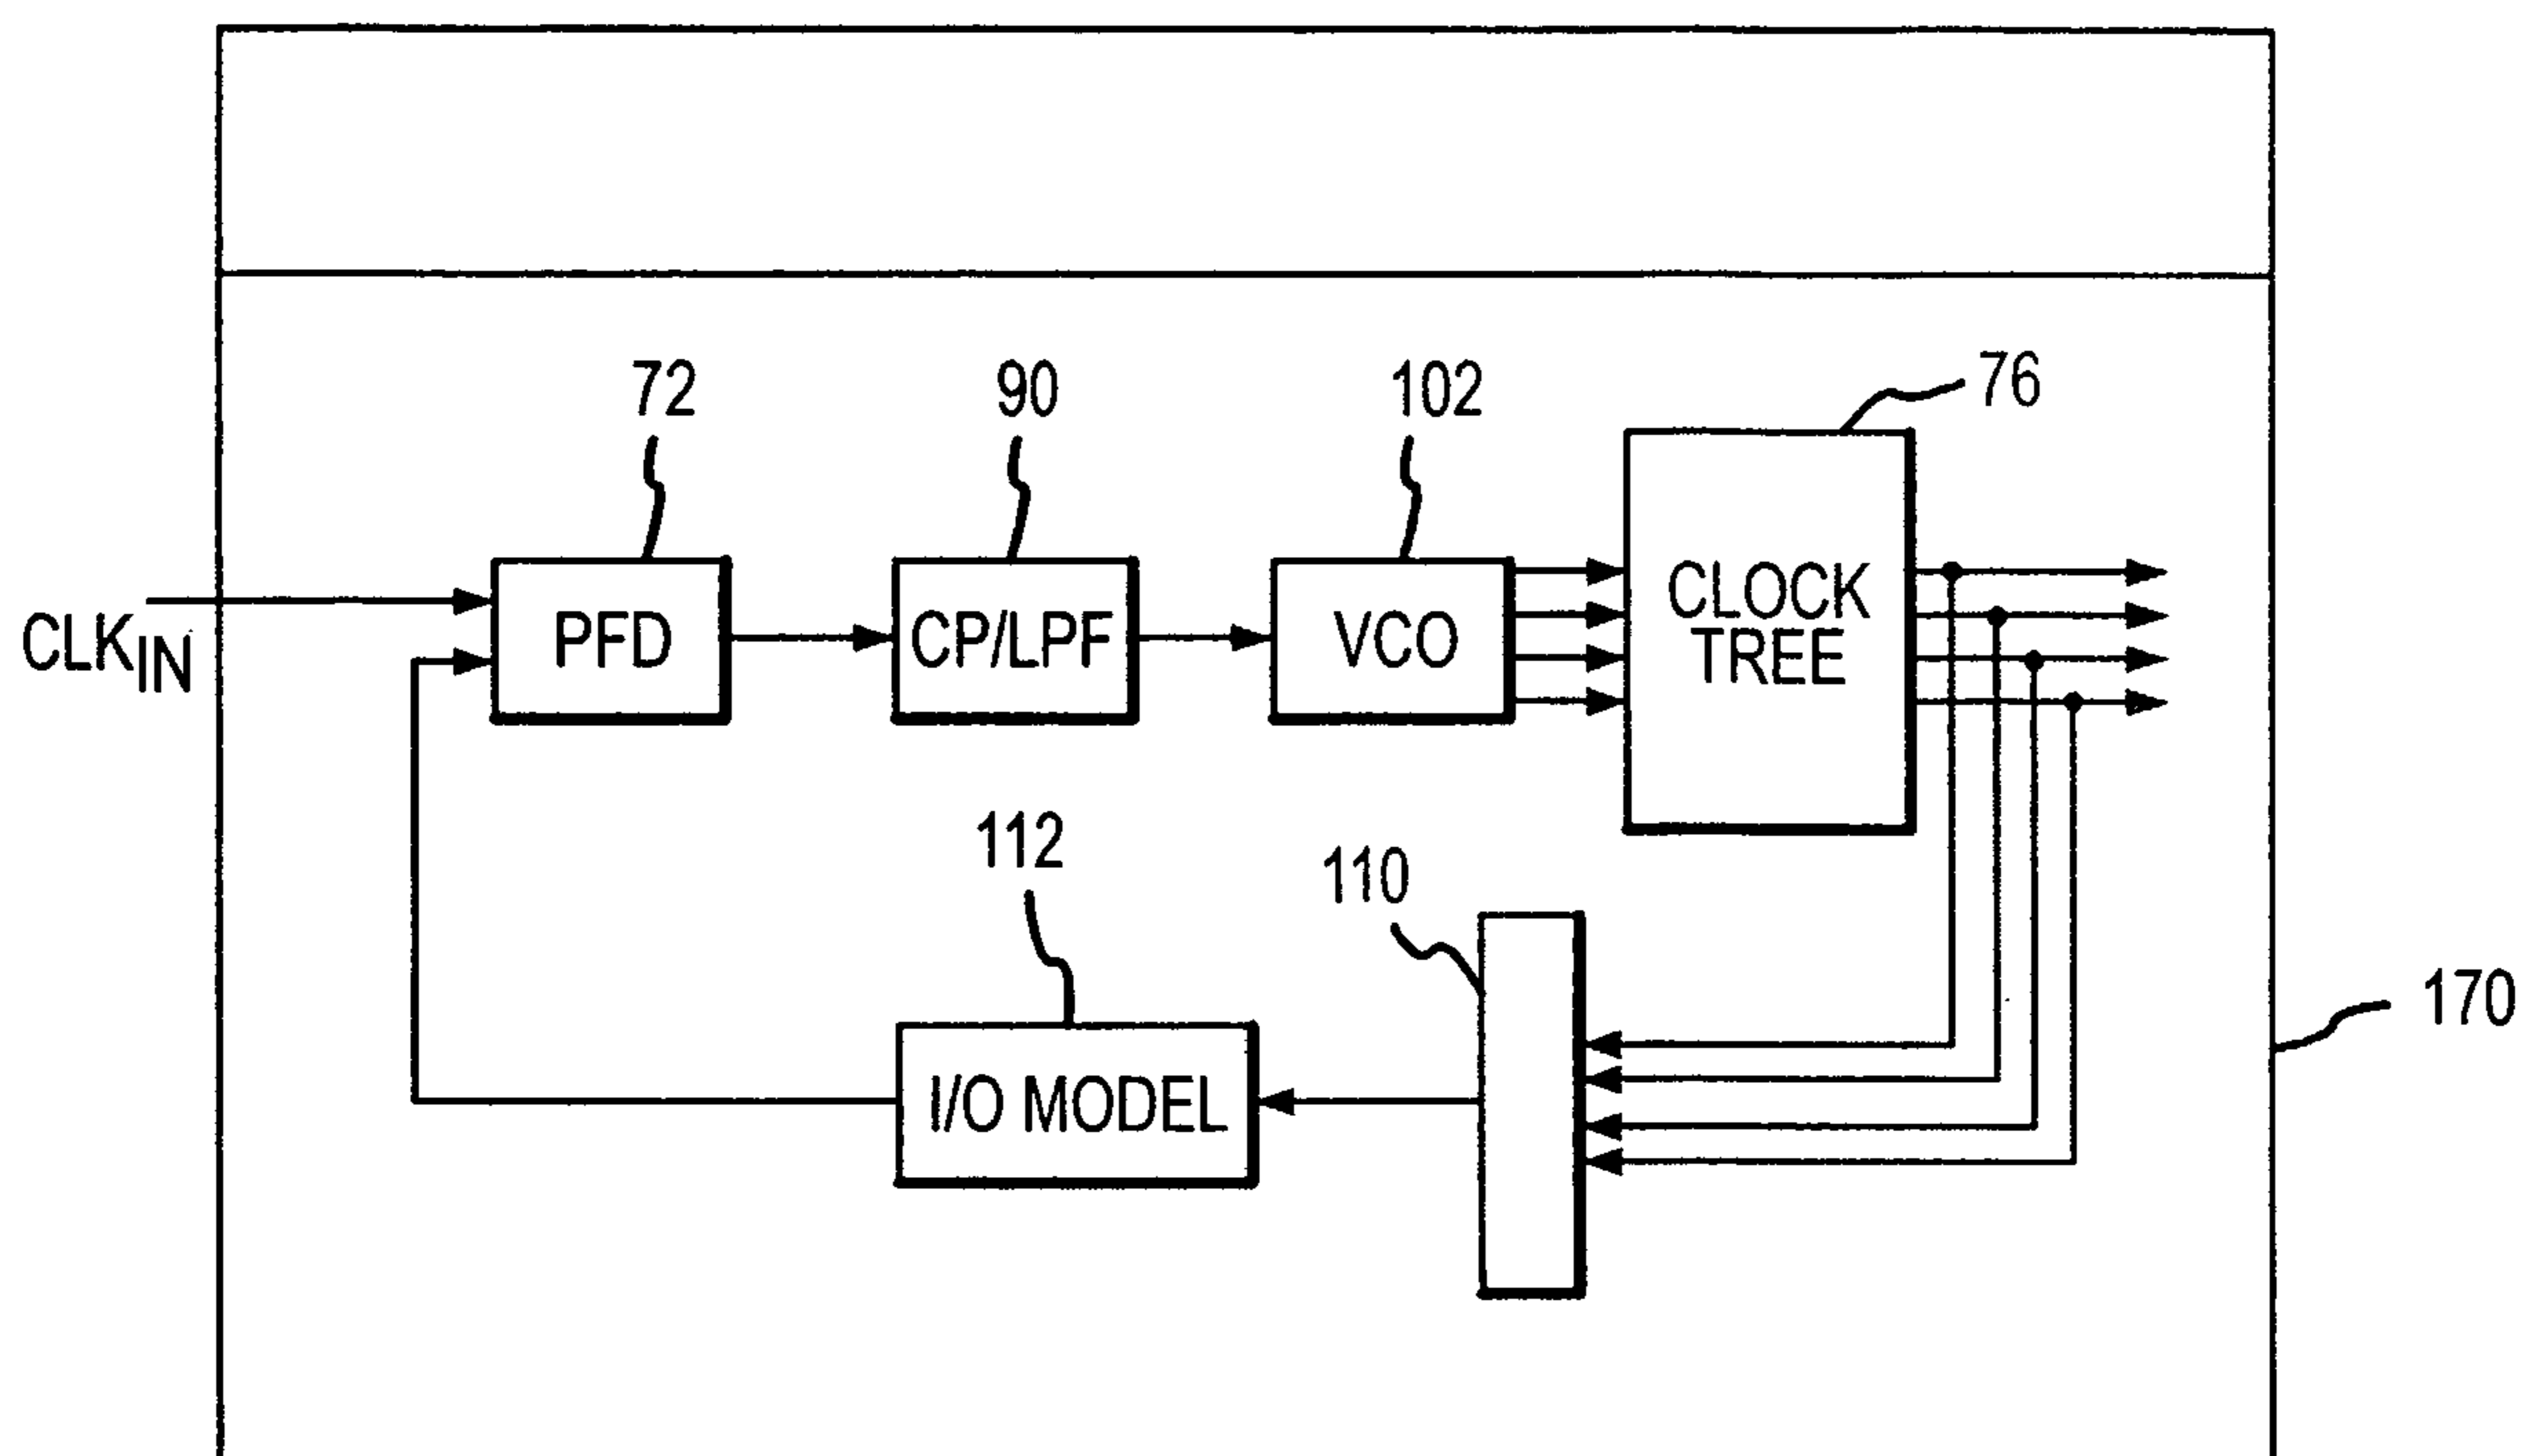 72
90
102
76
CLK_IN
PFD
CP/LPF
VCO
CLOCK
TREE
112
110
I/O MODEL
170